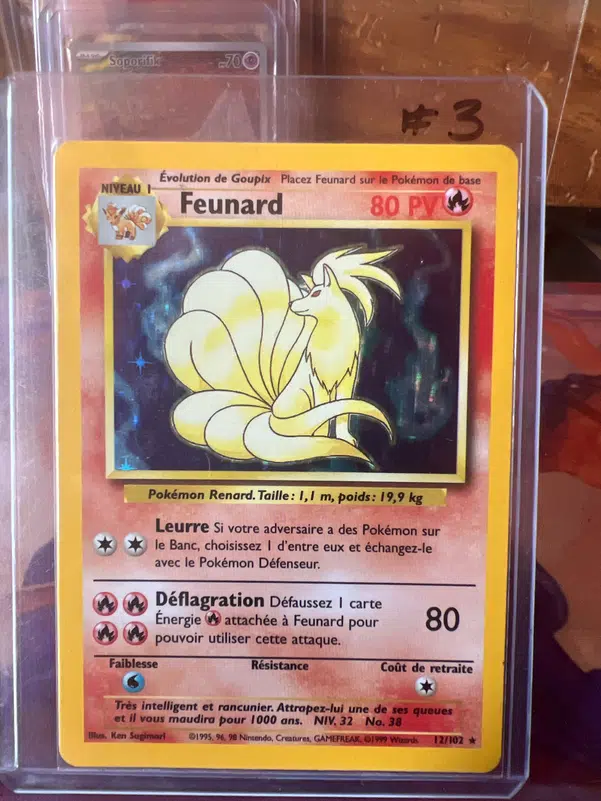 Soporifik 70
#3
Évolution de Goupix Placez Feunard sur le Pokémon de base
NIVEAU 1
Feunard 80 PV
Pokémon Renard. Taille: 1,1 m, poids: 19,9 kg
Leurre Si votre adversaire a des Pokémon sur
le Banc, choisissez 1 d'entre eux et échangez-le
avec le Pokémon Défenseur.
Déflagration Défaussez 1 carte
Énergie attachée à Feunard pour
pouvoir utiliser cette attaque.
80
Faiblesse Résistance Coût de retraite
Très intelligent et rancunier. Attrapez-lui une de ses queues
et il vous maudira pour 1000 ans. NIV. 32 No. 38
Illus. Ken Sugimori ©1995, 96, 98 Nintendo, Creatures, GAMEFREAK. ©1999 Wizards 12/102